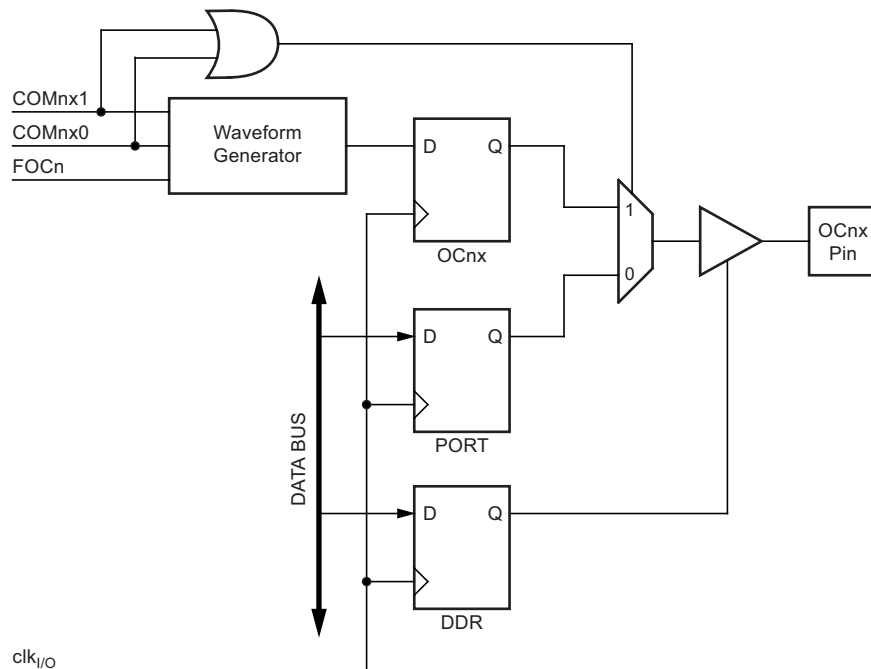 COMnx1
COMnx0
FOCn
Waveform
Generator
D
Q
OCnx
1
0
OCnx
Pin
D
Q
PORT
DATA BUS
D
Q
DDR
clkI/O